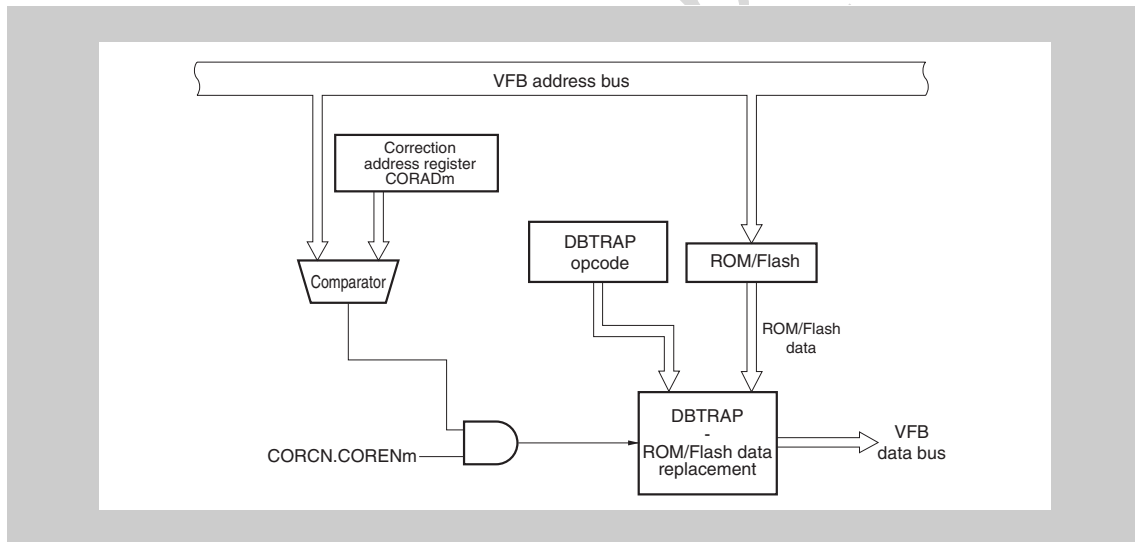 VFB address bus
Correction
address register
CORADm
DBTRAP
opcode
ROM/Flash
Comparator
ROM/Flash
data
DBTRAP
-
ROM/Flash data
replacement
VFB
data bus
CORCN.CORENm